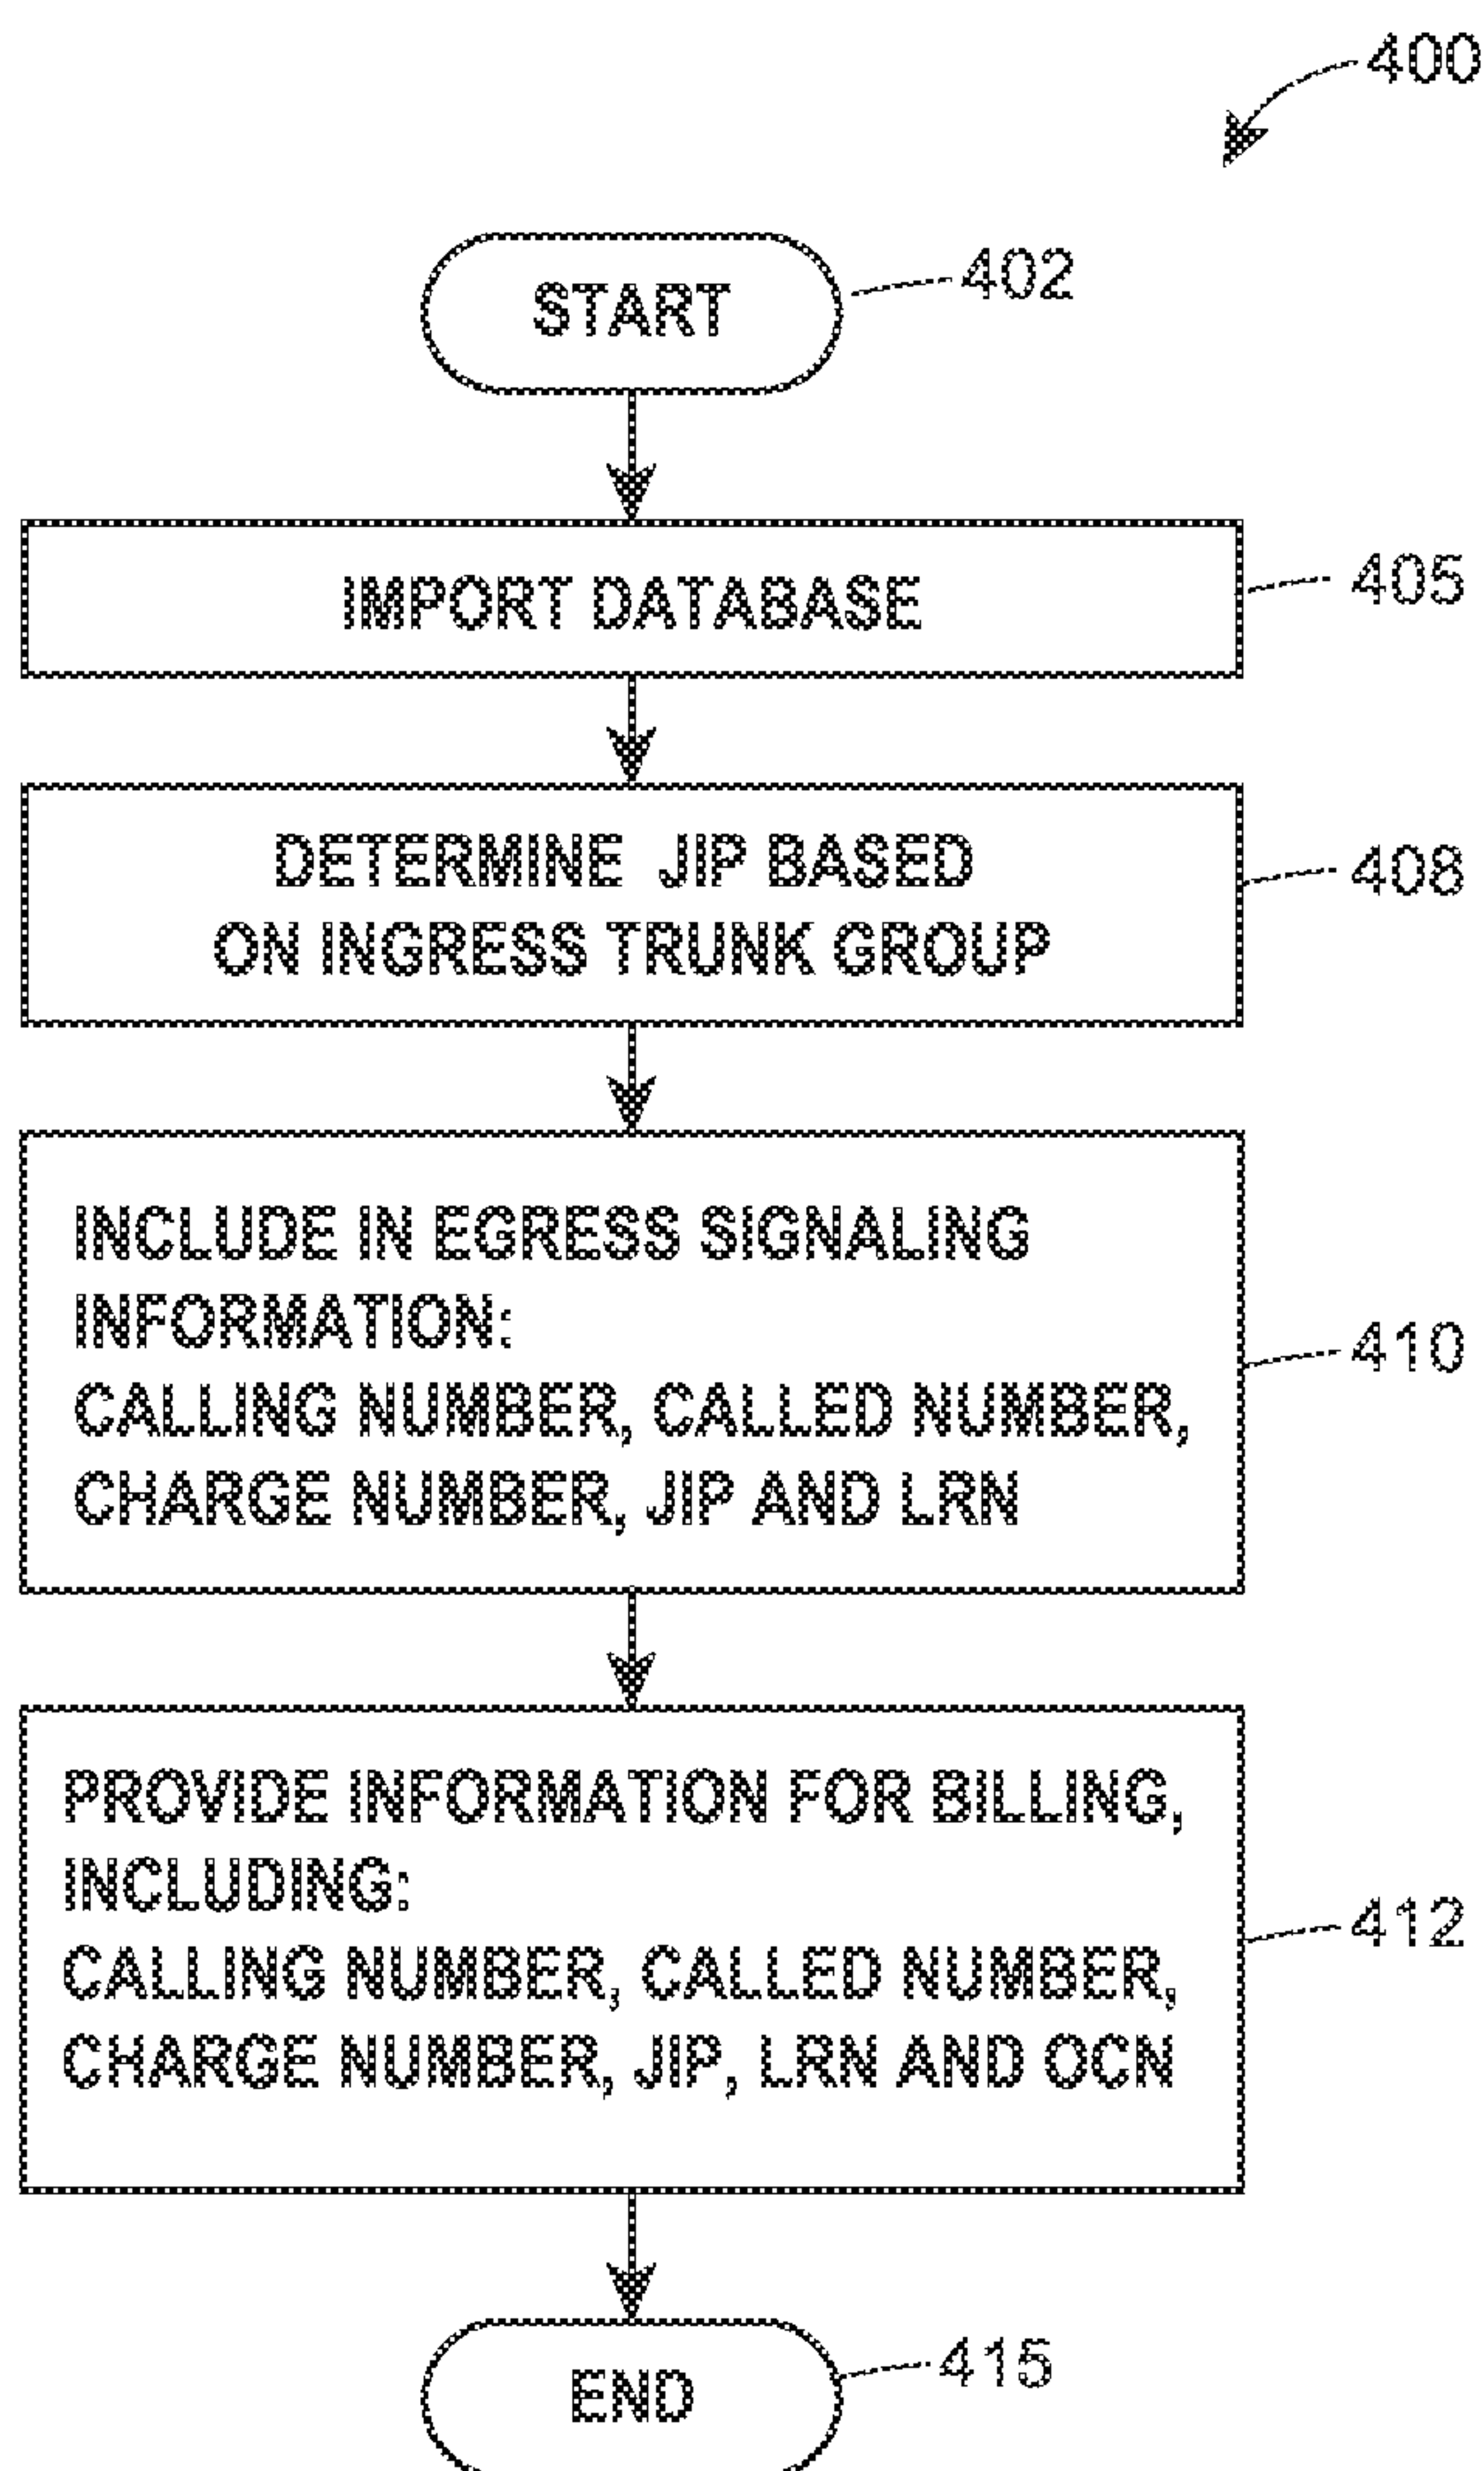 400
START
402
IMPORT DATABASE
405
DETERMINE JIP BASED
ON INGRESS TRUNK GROUP
408
INCLUDE IN EGRESS SIGNALING
INFORMATION:
CALLING NUMBER, CALLED NUMBER,
CHARGE NUMBER, JIP AND LRN
410
PROVIDE INFORMATION FOR BILLING,
INCLUDING:
CALLING NUMBER, CALLED NUMBER,
CHARGE NUMBER, JIP, LRN AND OCN
412
END
415